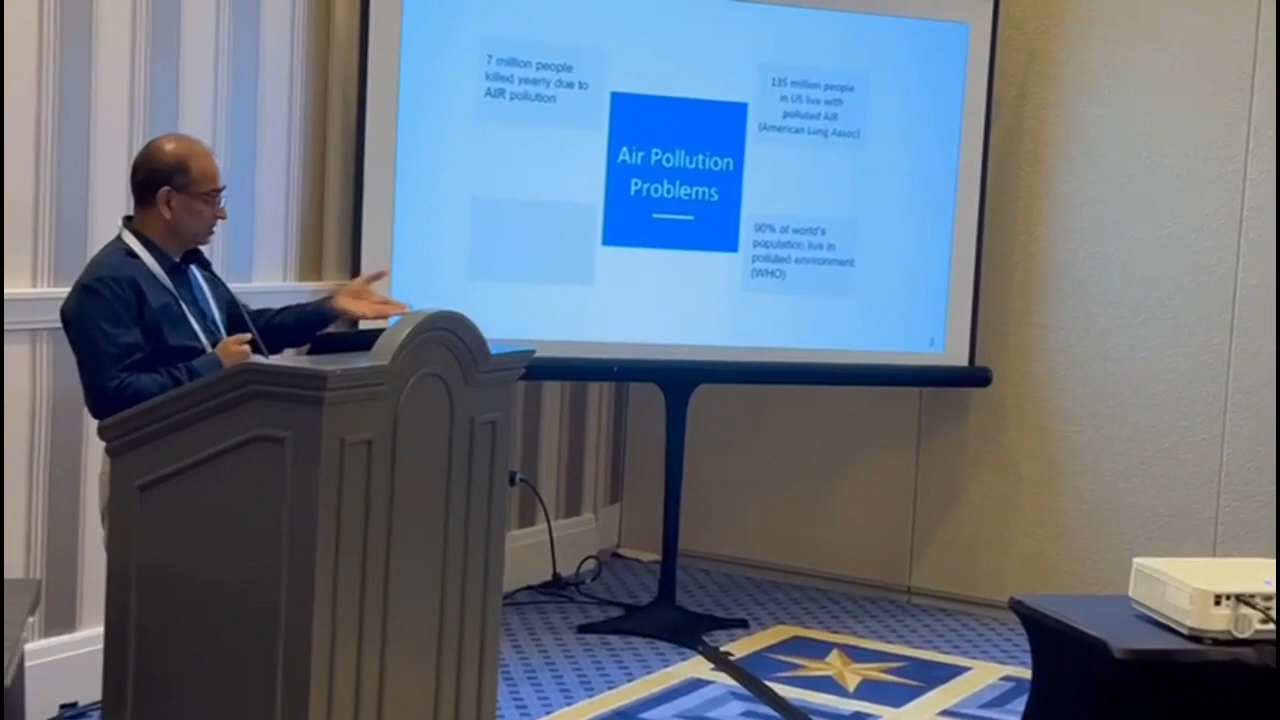 7 million people
killed yearly due to
AIR pollution
Air Pollution
Problems
135 million people
in US live with
polluted AIR
(American Lung Assoc)
90% of world's
population live in
polluted environment
(WHO)
3